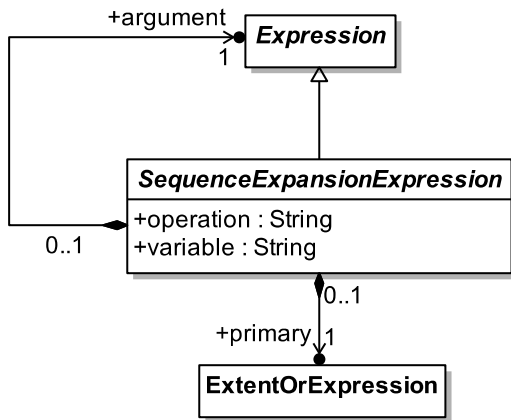 +argument
Expression
1
SequenceExpansionExpression
+operation : String
+variable : String
0..1
0..1
+primary
1
ExtentOrExpression